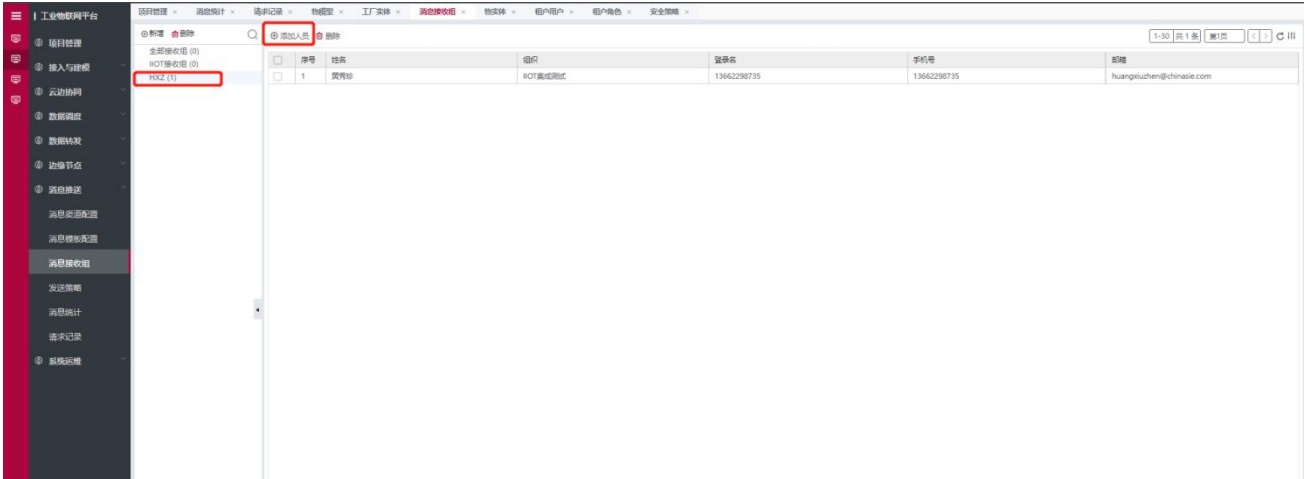 工业物联网平台
项目管理
接入与建模
云边协同
数据调度
数据转发
边缘节点
消息推送
消息渠道配置
消息模板配置
消息接收组
发送策略
消息统计
请求记录
系统运维
项目管理 × 消息统计 × 请求记录 × 物模型 × 工厂实体 × 消息接收组 × 物实体 × 租户用户 × 租户角色 × 安全策略 ×
新增 删除
全部接收组 (0)
IIOT接收组 (0)
HXZ (1)
添加人员 删除
1-30 共1条 第1页
序号 姓名 组织 登录名 手机号 邮箱
1 黄秀珍 IIOT集成测试 13662298735 13662298735 huangxiuzhen@chinasie.com